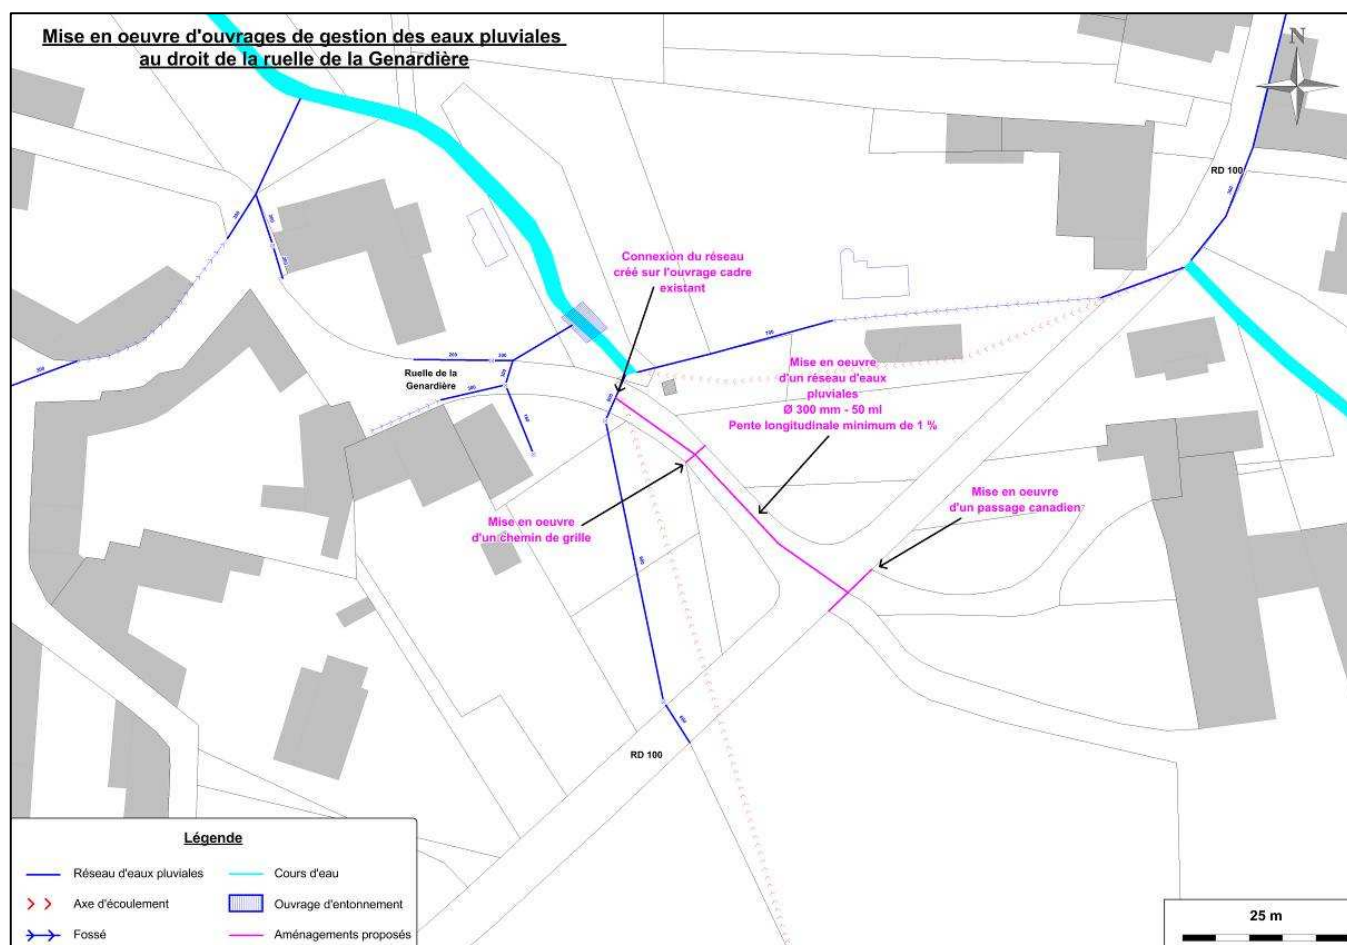 Mise en oeuvre d'ouvrages de gestion des eaux pluviales
au droit de la ruelle de la Genardière
N
RD 100
Connexion du réseau
créé sur l'ouvrage cadre
existant
Mise en oeuvre
d'un réseau d'eaux
pluviales
Ø 300 mm - 50 ml
Pente longitudinale minimum de 1 %
Ruelle de la
Genardière
Mise en oeuvre
d'un passage canadien
Mise en oeuvre
d'un chemin de grille
RD 100
Légende
Réseau d'eaux pluviales
Cours d'eau
Axe d'écoulement
Ouvrage d'entonnement
Fossé
Aménagements proposés
25 m